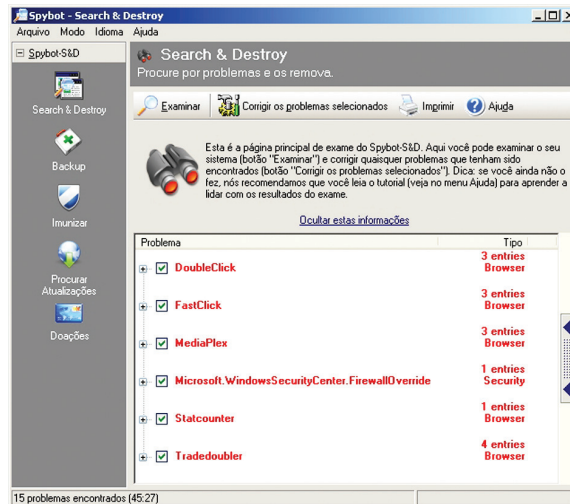 Spybot - Search & Destroy
Arquivo Modo Idioma Ajuda
Spybot-S&D
Search & Destroy
Backup
Imunizar
Procurar
Atualizações
Doações
Search & Destroy
Procure por problemas e os remova.
Examinar Corrigir os problemas selecionados Imprimir Ajuda
Esta é a página principal de exame do Spybot-S&D. Aqui você pode examinar o seu
sistema (botão "Examinar") e corrigir quaisquer problemas que tenham sido
encontrados (botão "Corrigir os problemas selecionados"). Dica: se você ainda não o
fez, nós recomendamos que você leia o tutorial (veja no menu Ajuda) para aprender a
lidar com os resultados do exame.
Ocultar estas informações
Problema Tipo
DoubleClick 3 entries
Browser
FastClick 3 entries
Browser
MediaPlex 3 entries
Browser
Microsoft.WindowsSecurityCenter.FirewallOverride 1 entries
Security
Statcounter 1 entries
Browser
Tradedoubler 4 entries
Browser
15 problemas encontrados (45:27)